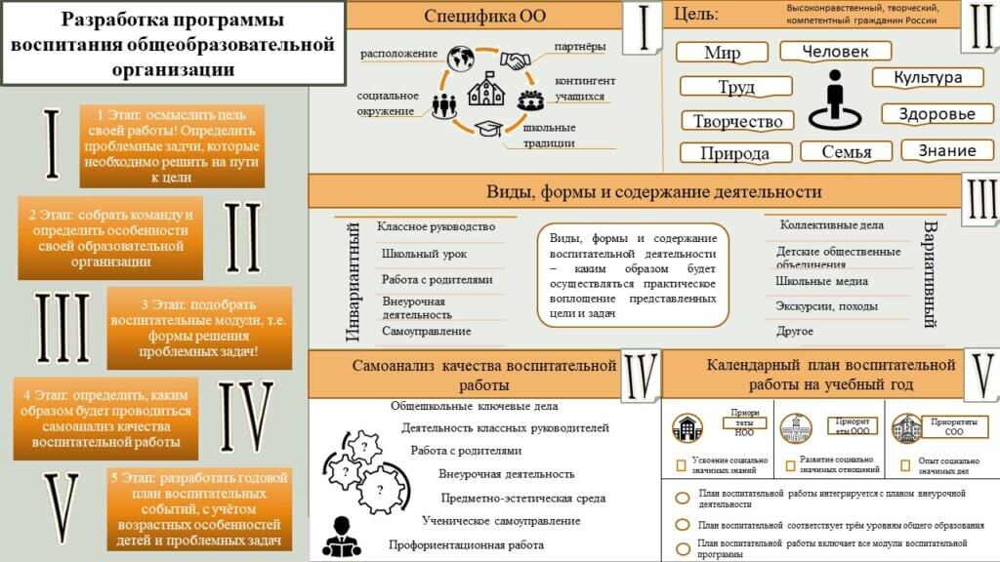 Разработка программы
воспитания общеобразовательной
организации
I
1 Этап: осмыслить цель
своей работы! Определить
проблемные задчи, которые
необходимо решить на пути
к цели
2 Этап: собрать команду и
определить особенности
своей образовательной
организации
II
III
3 Этап: подобрать
воспитательные модули, т.е.
формы решения
проблемных задач!
4 Этап: определить, каким
образом будет проводиться
самоанализ качества
воспитательной работы
IV
V
5 Этап: разработать годовой
план воспитательных
событий, с учётом
возрастных особенностей
детей и проблемных задач
Специфика ОО
I
расположение
партнёры
социальное
окружение
контингент
учащихся
школьные
традиции
Цель:
Высоконравственный, творческий,
компетентный гражданин России
II
Мир
Человек
Труд
Культура
Творчество
Здоровье
Природа
Семья
Знание
Виды, формы и содержание деятельности
III
Инвариантный
Классное руководство
Школьный урок
Работа с родителями
Внеурочная
деятельность
Самоуправление
Виды, формы и содержание
воспитательной деятельности
– каким образом будет
осуществляться практическое
воплощение представленных
цели и задач
Коллективные дела
Детские общественные
объединения
Школьные медиа
Экскурсии, походы
Другое
Вариативный
Самоанализ качества воспитательной
работы
IV
Общешкольные ключевые дела
Деятельность классных руководителей
Работа с родителями
Внеурочная деятельность
Предметно-эстетическая среда
Ученическое самоуправление
Профориентационная работа
?
?
?
Календарный план воспитательной
работы на учебный год
V
Приори
теты
НОО
Приорит
еты ООО
Приоритеты
СОО
Усвоение социально
значимых знаний
Развитие социально
значимых отношений
Опыт социально
значимых дел
План воспитательной работы интегрируется с планом внеурочной
деятельности
План воспитательной соответствует трём уровням общего образования
План воспитательной работы включает все модули воспитательной
программы